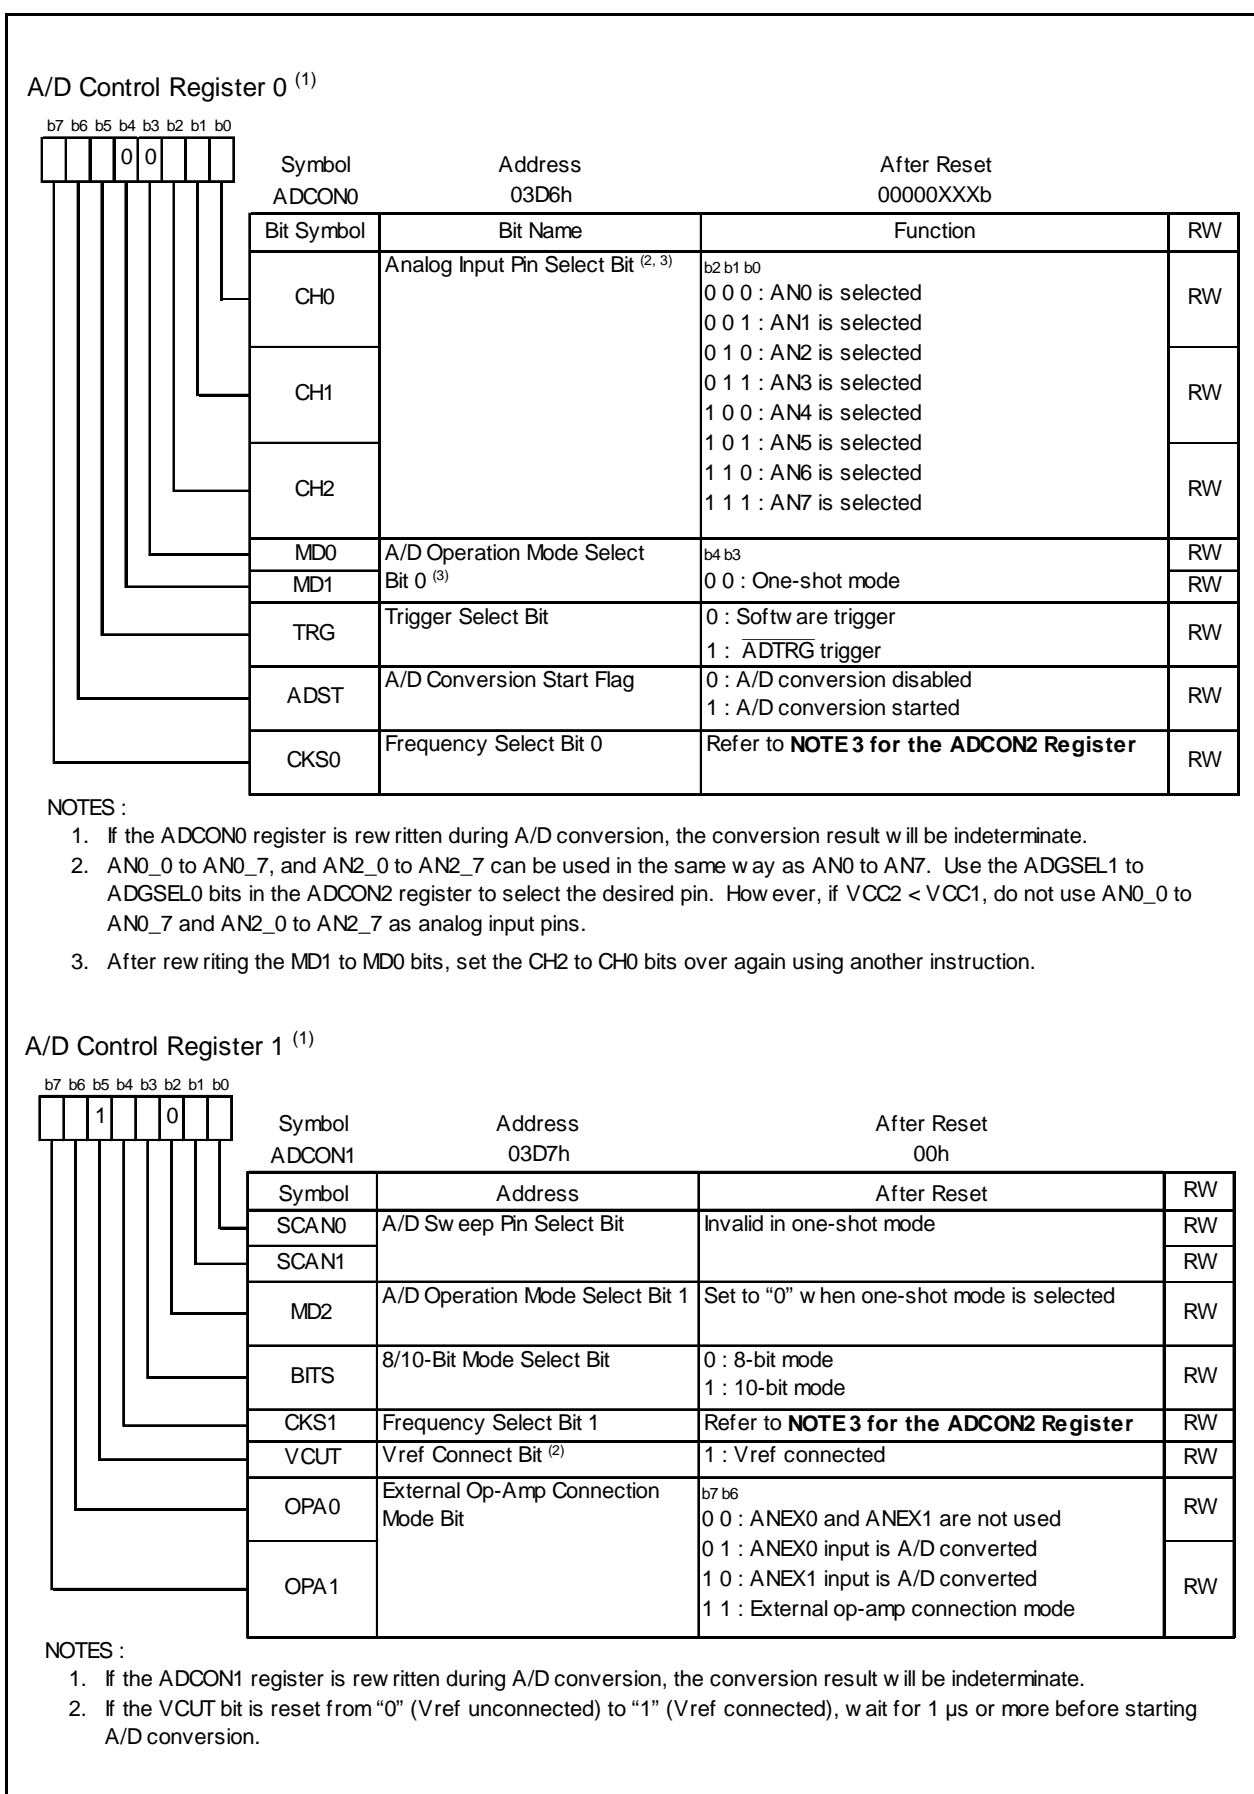 A/D Control Register 0 (1)
b7 b6 b5 b4 b3 b2 b1 b0
0 0
Symbol Address After Reset
ADCON0 03D6h 00000XXXb
Bit Symbol Bit Name Function RW
Analog Input Pin Select Bit (2, 3) b2 b1 b0
CH0 0 0 0 : AN0 is selected RW
0 0 1 : AN1 is selected
0 1 0 : AN2 is selected
CH1 0 1 1 : AN3 is selected RW
1 0 0 : AN4 is selected
1 0 1 : AN5 is selected
CH2 1 1 0 : AN6 is selected RW
1 1 1 : AN7 is selected
MD0 A/D Operation Mode Select b4 b3 RW
MD1 Bit 0 (3) 0 0 : One-shot mode RW
TRG Trigger Select Bit 0 : Software trigger RW
1 : ADTRG trigger
ADST A/D Conversion Start Flag 0 : A/D conversion disabled RW
1 : A/D conversion started
CKS0 Frequency Select Bit 0 Refer to NOTE 3 for the ADCON2 Register RW
NOTES :
1. If the ADCON0 register is rewritten during A/D conversion, the conversion result will be indeterminate.
2. AN0_0 to AN0_7, and AN2_0 to AN2_7 can be used in the same way as AN0 to AN7. Use the ADGSEL1 to
ADGSEL0 bits in the ADCON2 register to select the desired pin. However, if VCC2 < VCC1, do not use AN0_0 to
AN0_7 and AN2_0 to AN2_7 as analog input pins.
3. After rewriting the MD1 to MD0 bits, set the CH2 to CH0 bits over again using another instruction.
A/D Control Register 1 (1)
b7 b6 b5 b4 b3 b2 b1 b0
1 0
Symbol Address After Reset
ADCON1 03D7h 00h
Symbol Address After Reset RW
SCAN0 A/D Sweep Pin Select Bit Invalid in one-shot mode RW
SCAN1 RW
MD2 A/D Operation Mode Select Bit 1 Set to “0” when one-shot mode is selected RW
BITS 8/10-Bit Mode Select Bit 0 : 8-bit mode RW
1 : 10-bit mode
CKS1 Frequency Select Bit 1 Refer to NOTE 3 for the ADCON2 Register RW
VCUT Vref Connect Bit (2) 1 : Vref connected RW
OPA0 External Op-Amp Connection b7 b6 RW
Mode Bit 0 0 : ANEX0 and ANEX1 are not used
0 1 : ANEX0 input is A/D converted
OPA1 1 0 : ANEX1 input is A/D converted RW
1 1 : External op-amp connection mode
NOTES :
1. If the ADCON1 register is rewritten during A/D conversion, the conversion result will be indeterminate.
2. If the VCUT bit is reset from “0” (Vref unconnected) to “1” (Vref connected), wait for 1 µs or more before starting
A/D conversion.